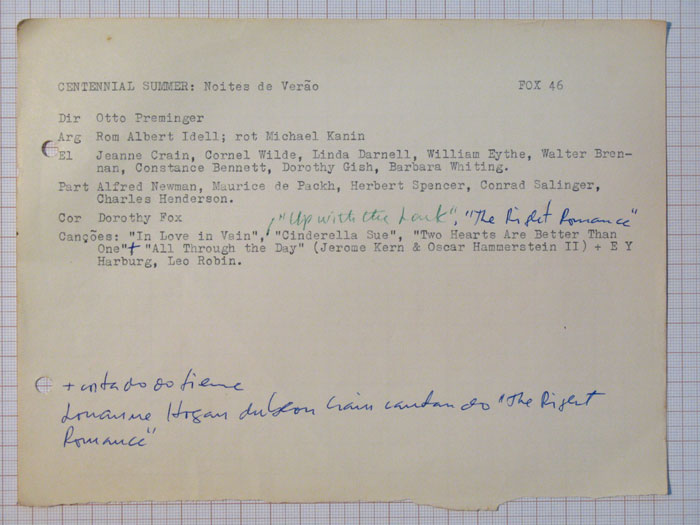 CENTENNIAL SUMMER: Noites de Verão FOX 46
Dir Otto Preminger
Arg Rom Albert Idell; rot Michael Kanin
El Jeanne Crain, Cornel Wilde, Linda Darnell, William Eythe, Walter Bren-
nan, Constance Bennett, Dorothy Gish, Barbara Whiting.
Part Alfred Newman, Maurice de Packh, Herbert Spencer, Conrad Salinger,
Charles Henderson.
Cor Dorothy Fox
, "Up with the Lark", "The Right Romance"
Canções: "In Love in Vain", "Cinderella Sue", "Two Hearts Are Better Than
One"+ "All Through the Day" (Jerome Kern & Oscar Hammerstein II) + E Y
Harburg, Leo Robin.
+ do
Louanne Hogan dublou Crain cantando "The Right
Romance"